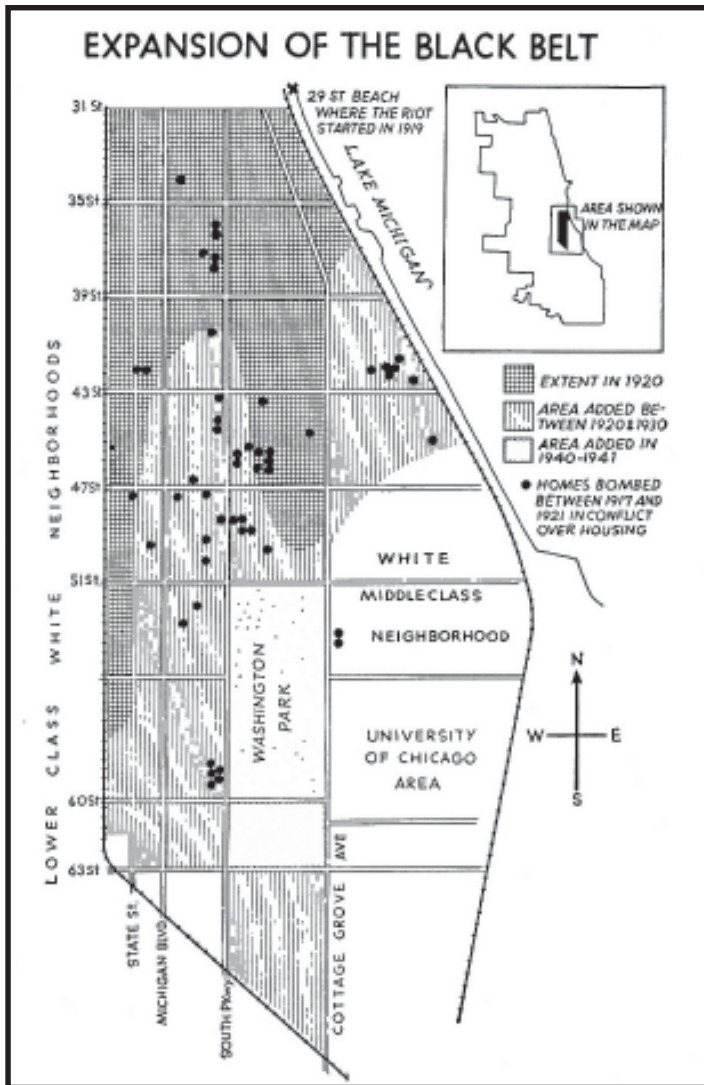 EXPANSION OF THE BLACK BELT
29 ST BEACH
WHERE THE RIOT
STARTED IN 1919
LAKE MICHIGAN
AREA SHOWN
IN THE MAP
31 St
35St
39St
43St
47St
51St
60St
63St
EXTENT IN 1920
AREA ADDED BE-
TWEEN 1920 & 1930
AREA ADDED IN
1940-1941
HOMES BOMBED
BETWEEN 1917 AND
1921 IN CONFLICT
OVER HOUSING
LOWER CLASS WHITE NEIGHBORHOODS
WHITE
MIDDLE CLASS
NEIGHBORHOOD
WASHINGTON
PARK
UNIVERSITY
OF CHICAGO
AREA
N
W E
S
STATE ST.
MICHIGAN BLVD
SOUTH PKwy
COTTAGE GROVE AVE